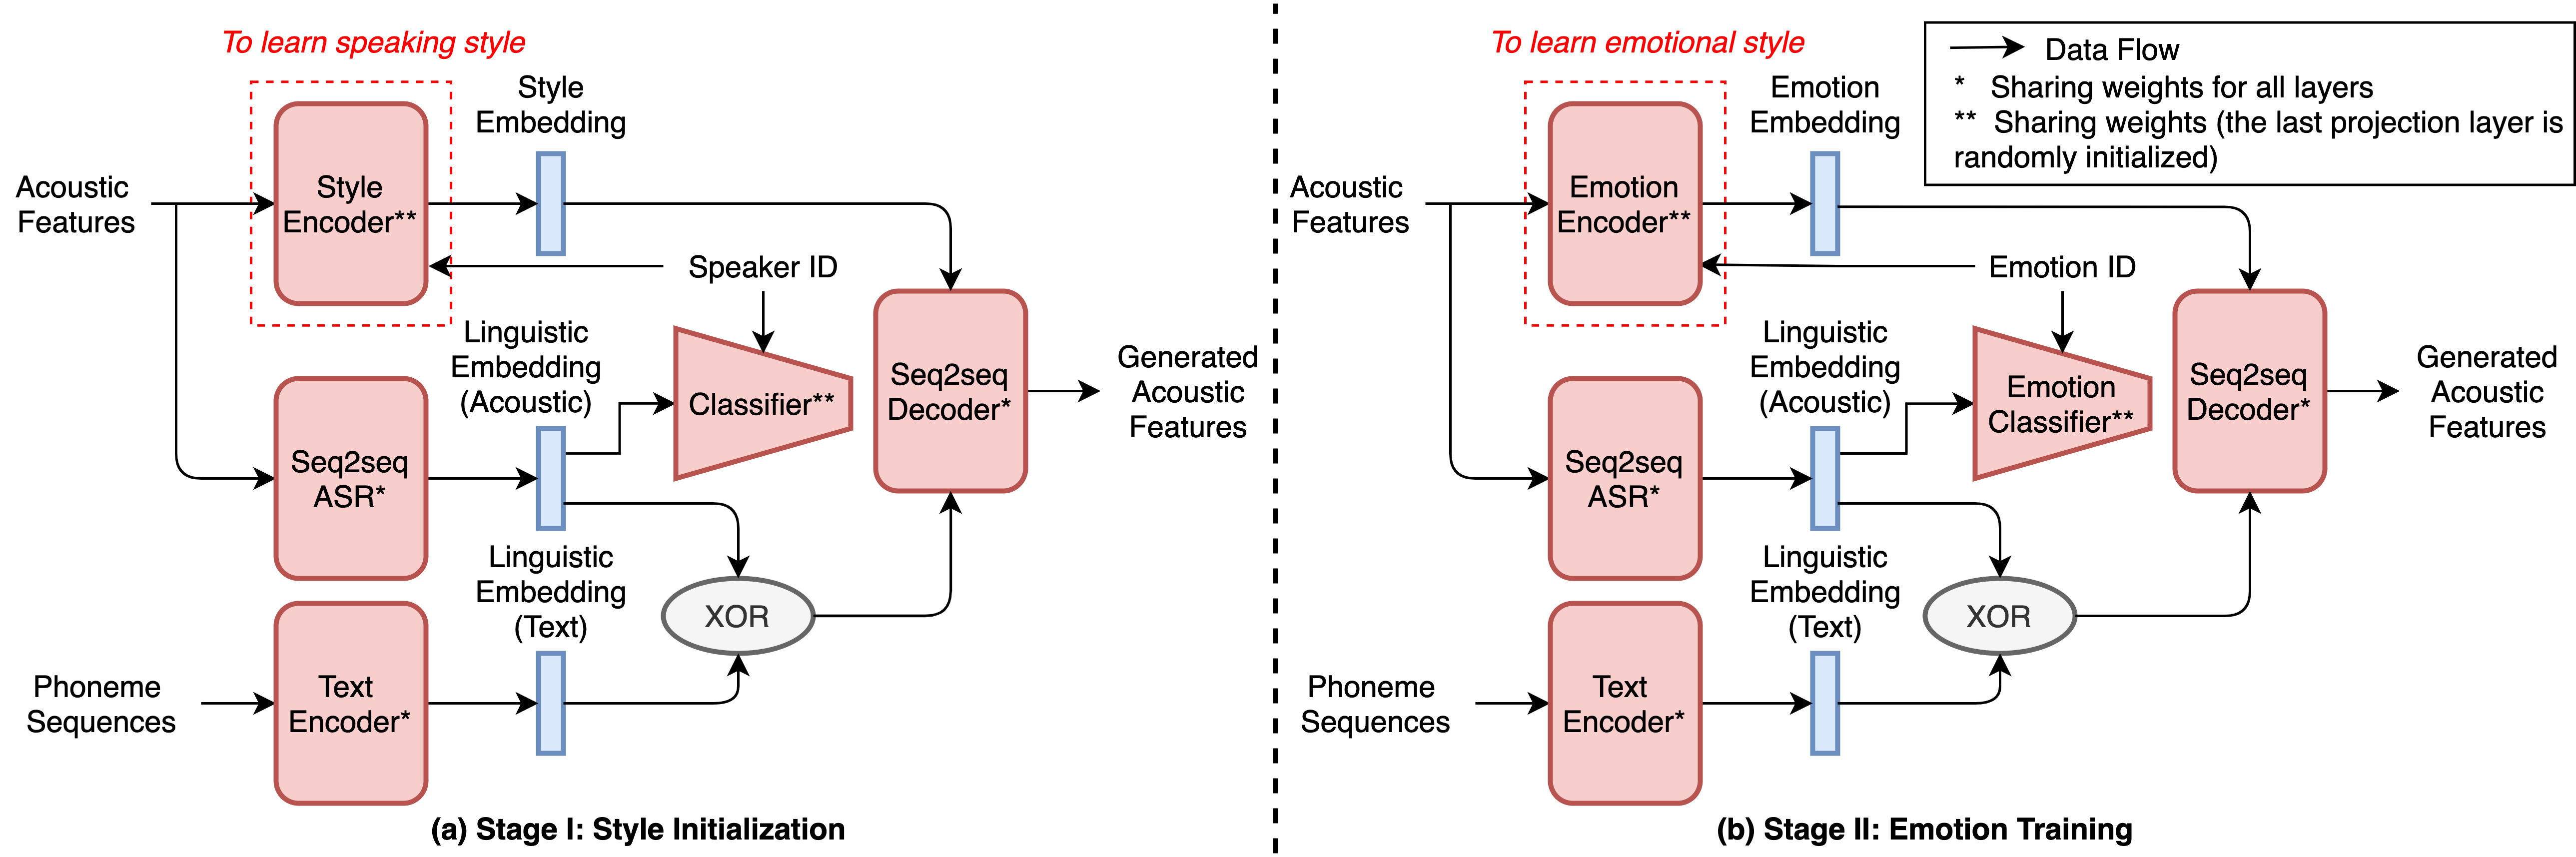 To learn speaking style
Style
Embedding
Acoustic
Features
Style
Encoder**
Speaker ID
Linguistic
Embedding
(Acoustic)
Classifier**
Seq2seq
Decoder*
Generated
Acoustic
Features
Seq2seq
ASR*
Linguistic
Embedding
(Text)
XOR
Phoneme
Sequences
Text
Encoder*
(a) Stage I: Style Initialization
To learn emotional style
Emotion
Embedding
Data Flow
* Sharing weights for all layers
** Sharing weights (the last projection layer is
randomly initialized)
Acoustic
Features
Emotion
Encoder**
Emotion ID
Linguistic
Embedding
(Acoustic)
Emotion
Classifier**
Seq2seq
Decoder*
Generated
Acoustic
Features
Seq2seq
ASR*
Linguistic
Embedding
(Text)
XOR
Phoneme
Sequences
Text
Encoder*
(b) Stage II: Emotion Training